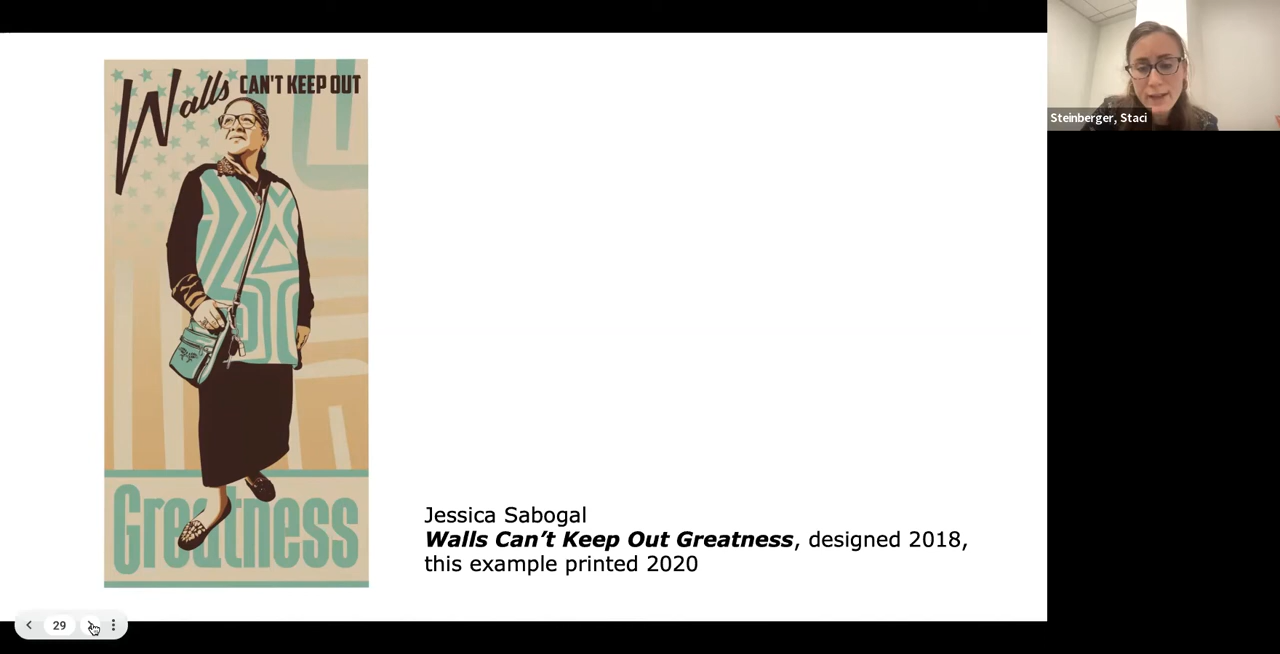 Walls CAN'T KEEP OUT
Greatness
Steinberger, Staci
Jessica Sabogal
Walls Can’t Keep Out Greatness, designed 2018,
this example printed 2020
29